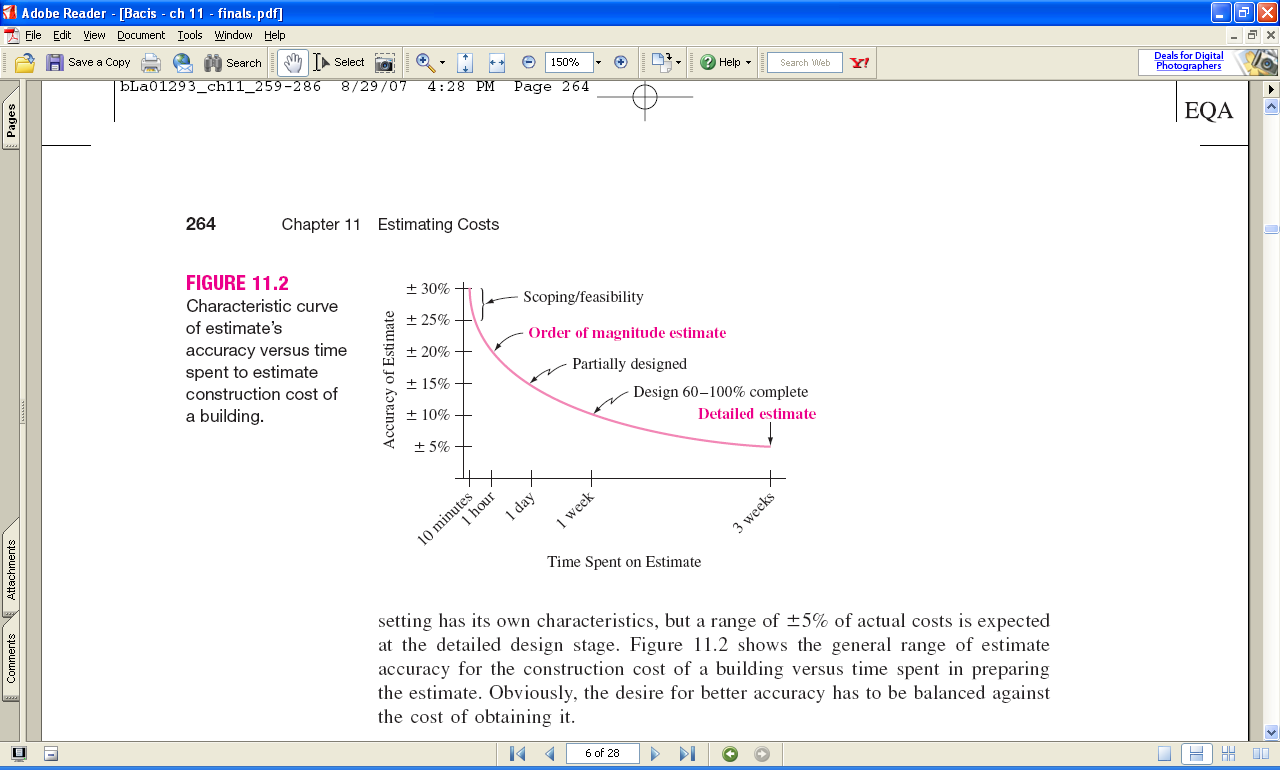 Adobe Reader - [Bacis - ch 11 - finals.pdf]
File Edit View Document Tools Window Help
Save a Copy Search Select 150% Help Search Web Y! Deals for Digital Photographers
Pages
Attachments
Comments
bLa01293_ch11_259-286 8/29/07 4:28 PM Page 264
EQA
264 Chapter 11 Estimating Costs
FIGURE 11.2
Characteristic curve
of estimate's
accuracy versus time
spent to estimate
construction cost of
a building.
Accuracy of Estimate
± 30%
± 25%
± 20%
± 15%
± 10%
± 5%
Scoping/feasibility
Order of magnitude estimate
Partially designed
Design 60–100% complete
Detailed estimate
10 minutes
1 hour
1 day
1 week
3 weeks
Time Spent on Estimate
setting has its own characteristics, but a range of ±5% of actual costs is expected
at the detailed design stage. Figure 11.2 shows the general range of estimate
accuracy for the construction cost of a building versus time spent in preparing
the estimate. Obviously, the desire for better accuracy has to be balanced against
the cost of obtaining it.
6 of 28